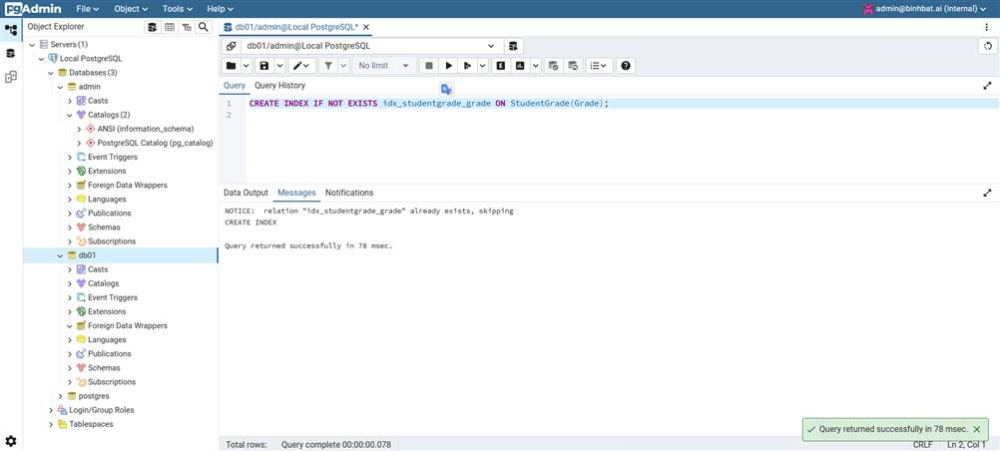 pgAdmin File Object Tools Help admin@binhbat.ai (internal)
Object Explorer
db01/admin@Local PostgreSQL*
Servers (1)
db01/admin@Local PostgreSQL
Local PostgreSQL
Databases (3)
No limit
admin
Query Query History
Casts
1 CREATE INDEX IF NOT EXISTS idx_studentgrade_grade ON StudentGrade(Grade);
2
Catalogs (2)
ANSI (information_schema)
PostgreSQL Catalog (pg_catalog)
Event Triggers
Extensions
Foreign Data Wrappers
Languages
Publications
Schemas
Subscriptions
db01
Casts
Catalogs
Event Triggers
Extensions
Foreign Data Wrappers
Languages
Publications
Schemas
Subscriptions
postgres
Login/Group Roles
Tablespaces
Data Output Messages Notifications
NOTICE: relation "idx_studentgrade_grade" already exists, skipping
CREATE INDEX
Query returned successfully in 78 msec.
Query returned successfully in 78 msec.
Total rows: Query complete 00:00:00.078 CRLF Ln 2, Col 1